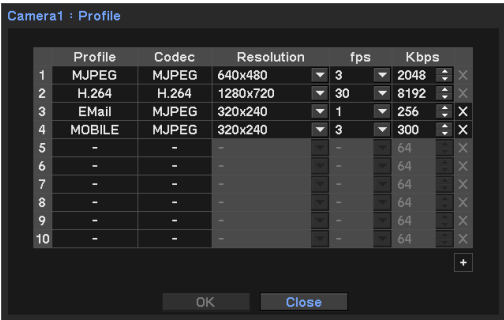 Camera1 : Profile
Profile Codec Resolution fps Kbps
1 MJPEG MJPEG 640x480 3 2048 X
2 H.264 H.264 1280x720 30 8192 X
3 EMail MJPEG 320x240 1 256 X
4 MOBILE MJPEG 320x240 3 300 X
5 - - - - 64 X
6 - - - - 64 X
7 - - - - 64 X
8 - - - - 64 X
9 - - - - 64 X
10 - - - - 64 X
+
OK Close